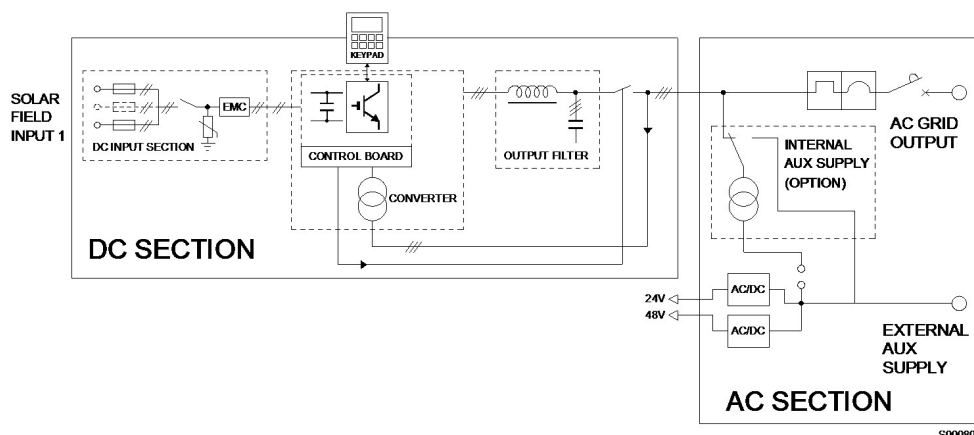 KEYPAD
SOLAR
FIELD
INPUT 1
EMC
DC INPUT SECTION
CONTROL BOARD
CONVERTER
OUTPUT FILTER
DC SECTION
AC GRID
OUTPUT
INTERNAL
AUX SUPPLY
(OPTION)
24V
AC/DC
48V
AC/DC
EXTERNAL
AUX
SUPPLY
AC SECTION